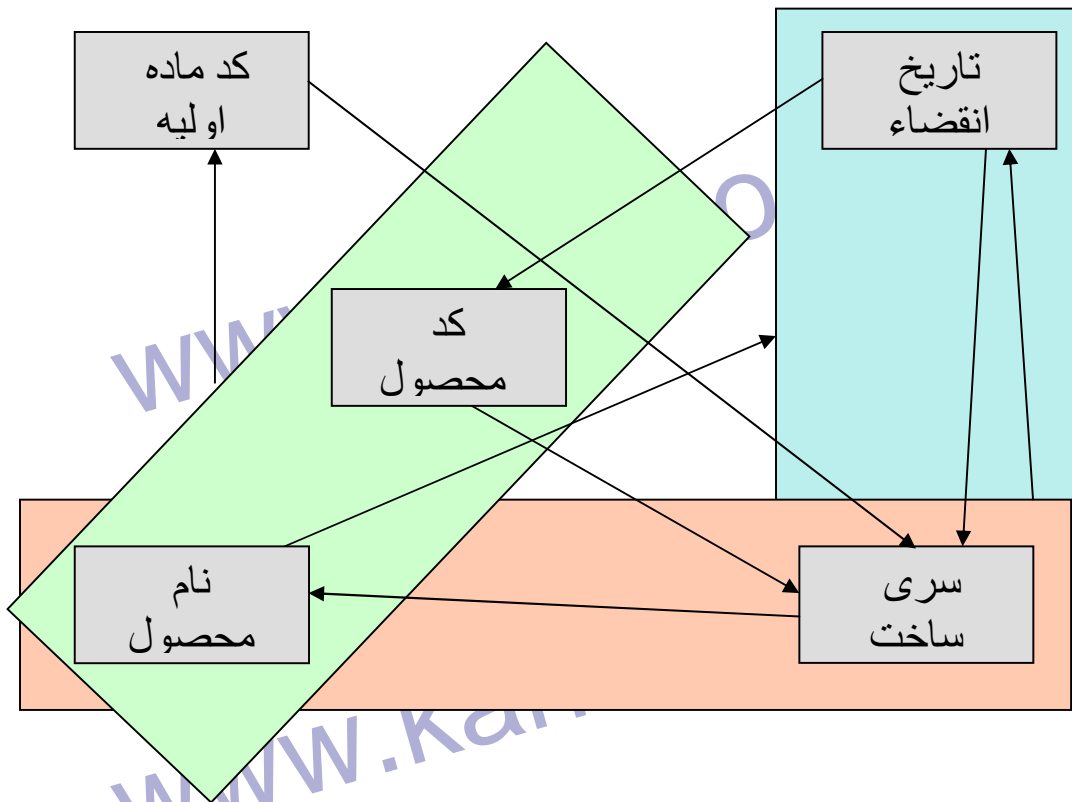 کد ماده
اولیه
تاریخ
انقضاء
کد
محصول
نام
محصول
سری
ساخت